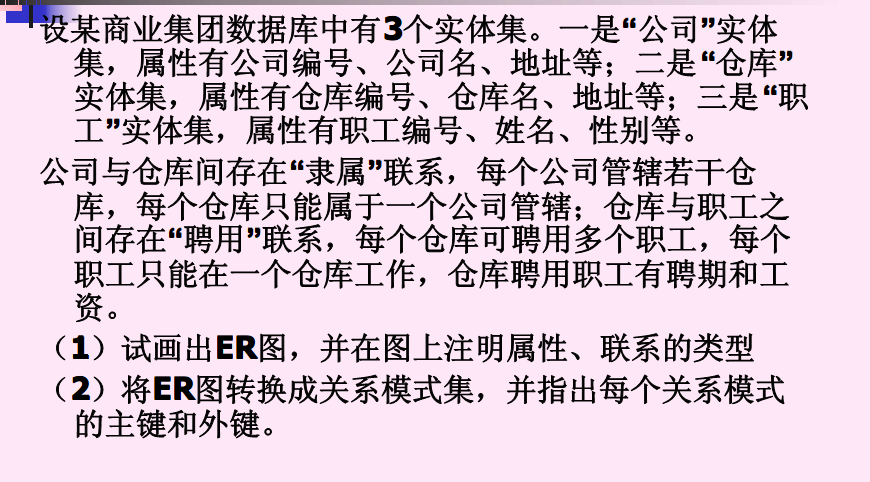 设某商业集团数据库中有3个实体集。一是“公司”实体
集，属性有公司编号、公司名、地址等；二是“仓库”
实体集，属性有仓库编号、仓库名、地址等；三是“职
工”实体集，属性有职工编号、姓名、性别等。
公司与仓库间存在“隶属”联系，每个公司管辖若干仓
库，每个仓库只能属于一个公司管辖；仓库与职工之
间存在“聘用”联系，每个仓库可聘用多个职工，每个
职工只能在一个仓库工作，仓库聘用职工有聘期和工
资。
（1）试画出ER图，并在图上注明属性、联系的类型
（2）将ER图转换成关系模式集，并指出每个关系模式
的主键和外键。